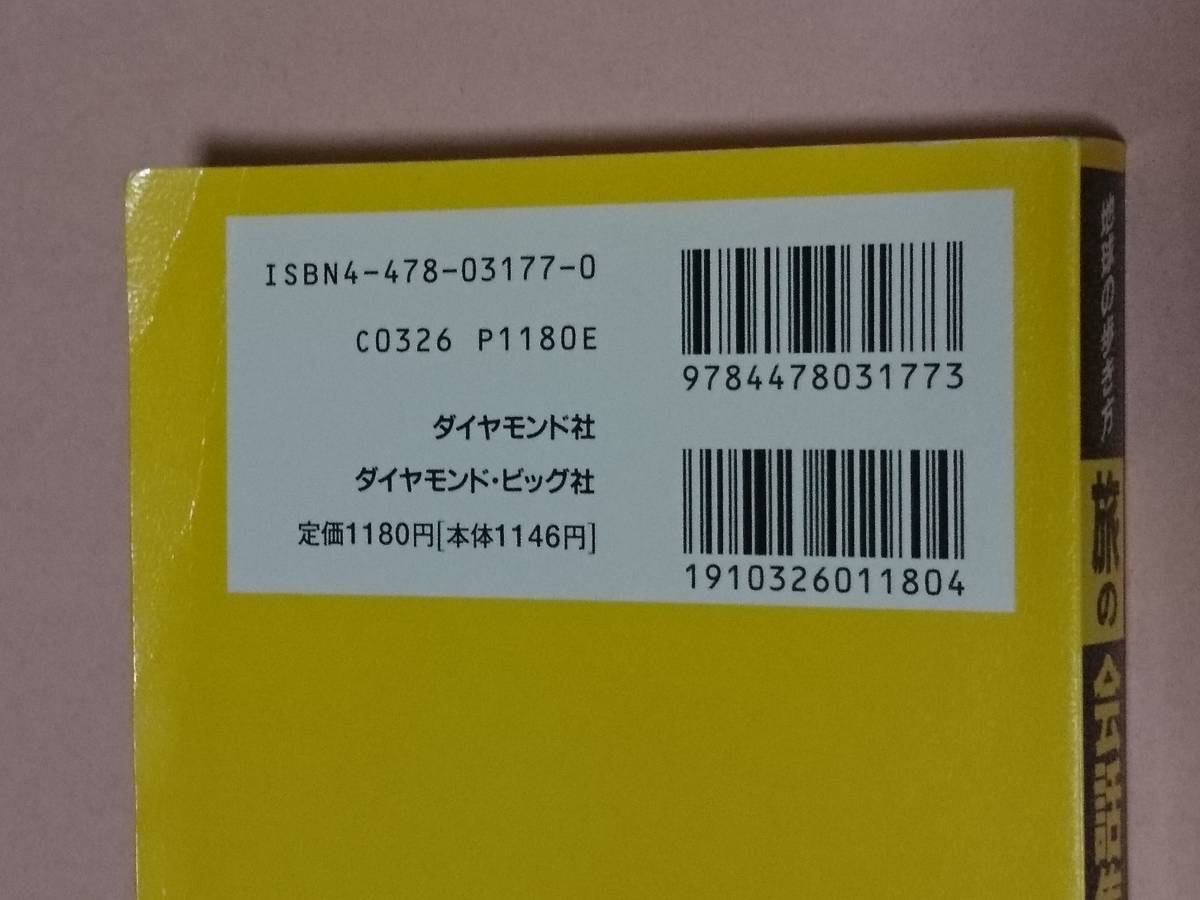 ISBN4-478-03177-0
C0326 P1180E
ダイヤモンド社
ダイヤモンド・ビッグ社
定価1180円[本体1146円]
9784478031773
1910326011804
地球の歩き方
旅の会話集